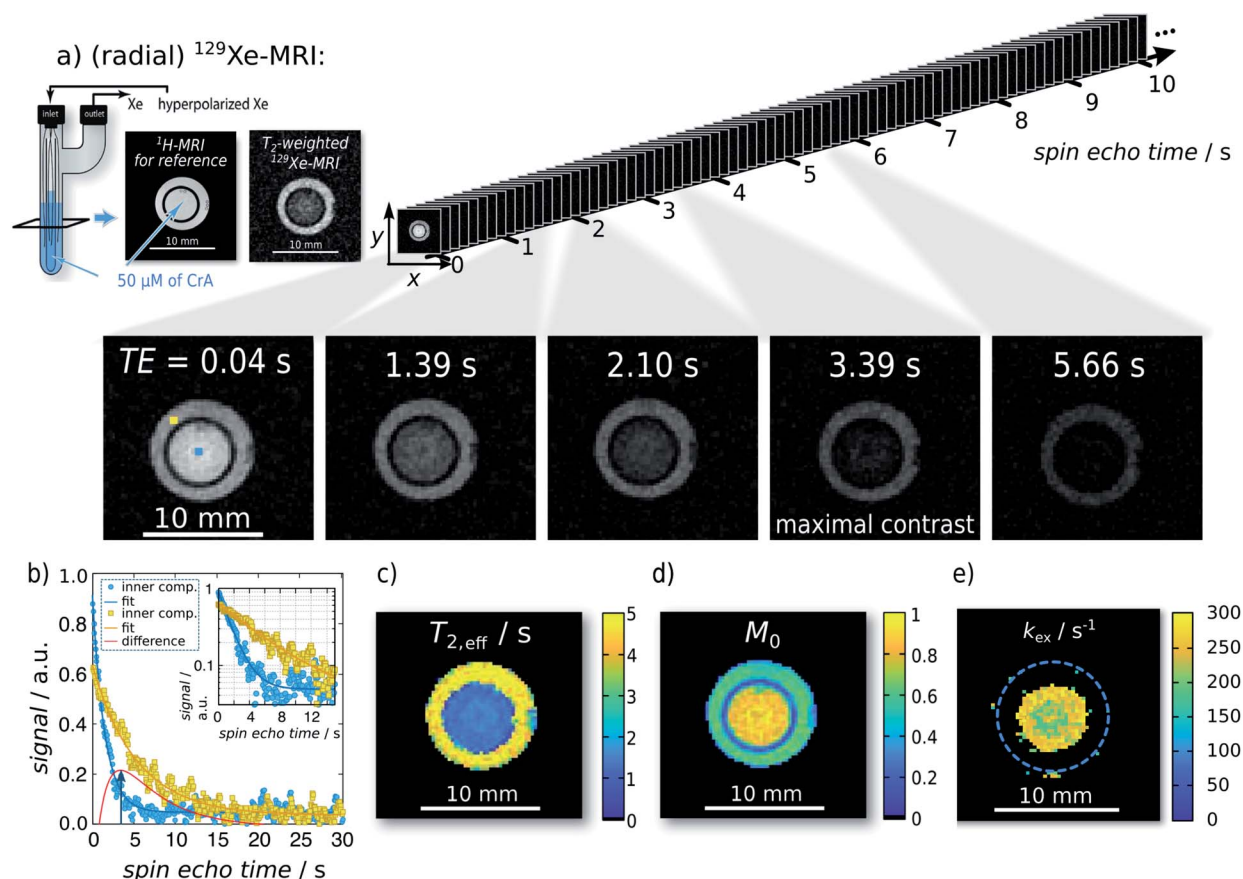 a) (radial) ¹²⁹Xe-MRI:
inlet
outlet
Xe
hyperpolarized Xe
¹H-MRI
for reference
10 mm
T₂-weighted
¹²⁹Xe-MRI
10 mm
50 µM of CrA
y
x
0
1
2
3
4
5
6
7
8
9
10
...
spin echo time / s
TE = 0.04 s
10 mm
1.39 s
2.10 s
3.39 s
maximal contrast
5.66 s
b)
1.0
0.8
0.6
0.4
0.2
0.0
signal / a.u.
0
5
10
15
20
25
30
spin echo time / s
inner comp.
fit
inner comp.
fit
difference
1
0.1
signal /
a.u.
0
4
8
12
spin echo time / s
c)
T₂,eff / s
10 mm
5
4
3
2
1
0
d)
M₀
10 mm
1
0.8
0.6
0.4
0.2
0
e)
kₑₓ / s⁻¹
10 mm
300
250
200
150
100
50
0